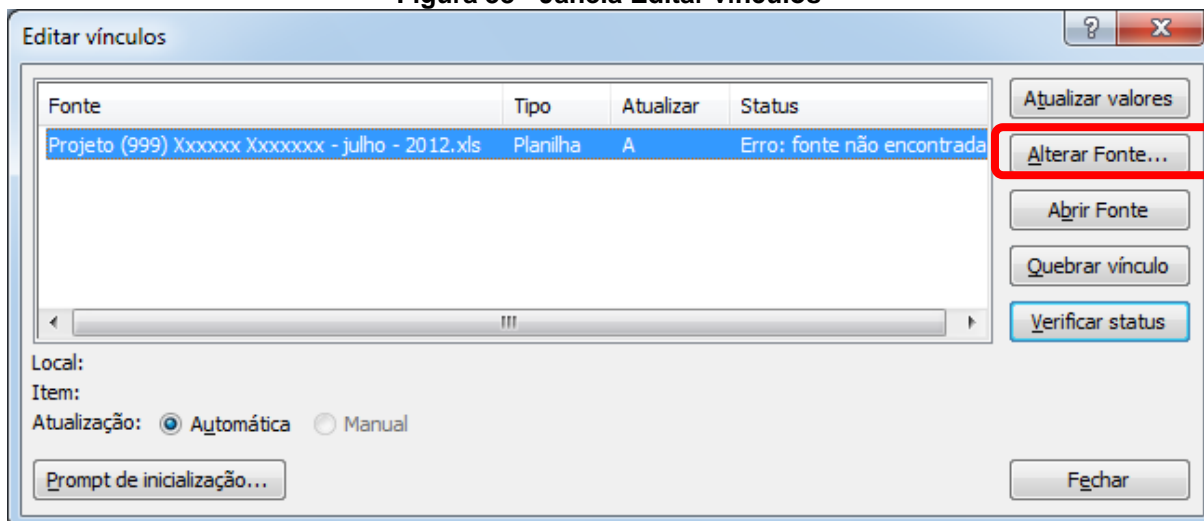 Editar vínculos
Fonte Tipo Atualizar Status
Projeto (999) Xxxxxx Xxxxxxx - julho - 2012.xls Planilha A Erro: fonte não encontrada
Atualizar valores
Alterar Fonte...
Abrir Fonte
Quebrar vínculo
Verificar status
Local:
Item:
Atualização: Automática Manual
Prompt de inicialização...
Fechar